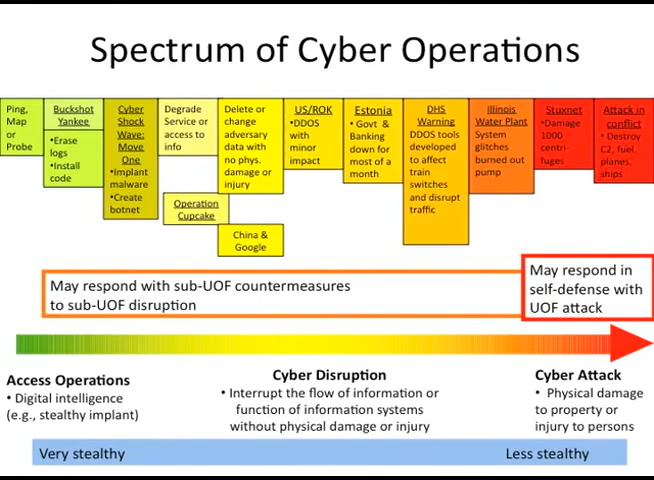 Spectrum of Cyber Operations
Ping,
Map
or
Probe
Buckshot
Yankee
•Erase
logs
•Install
code
Cyber
Shock
Wave:
Move
One
•Implant
malware
•Create
botnet
Degrade
Service or
access to
info
Operation
Cupcake
Delete or
change
adversary
data with
no phys.
damage or
injury
China &
Google
US/ROK
•DDOS
with
minor
impact
Estonia
• Govt &
Banking
down for
most of a
month
DHS
Warning
DDOS tools
developed
to affect
train
switches
and disrupt
traffic
Illinois
Water Plant
System
glitches
burned out
pump
Stuxnet
•Damage
1000
centri-
fuges
Attack in
conflict
• Destroy
C2, fuel,
planes,
ships
May respond with sub-UOF countermeasures
to sub-UOF disruption
May respond in
self-defense with
UOF attack
Access Operations
• Digital intelligence
(e.g., stealthy implant)
Cyber Disruption
• Interrupt the flow of information or
function of information systems
without physical damage or injury
Cyber Attack
• Physical damage
to property or
injury to persons
Very stealthy
Less stealthy